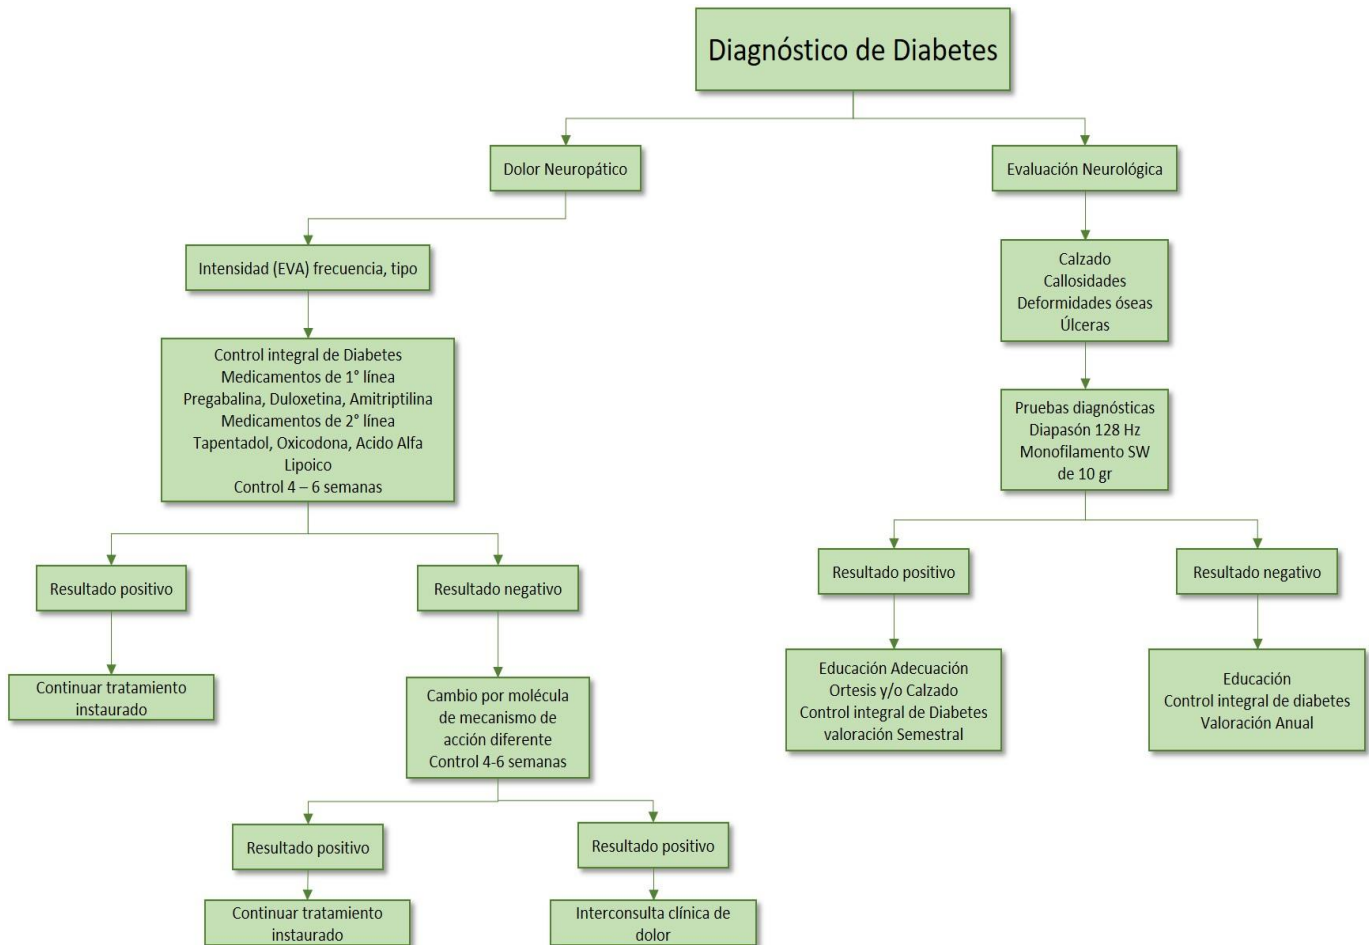 Diagnóstico de Diabetes
Dolor Neuropático
Evaluación Neurológica
Intensidad (EVA) frecuencia, tipo
Calzado
Callosidades
Deformidades óseas
Úlceras
Control integral de Diabetes
Medicamentos de 1° línea
Pregabalina, Duloxetina, Amitriptilina
Medicamentos de 2° línea
Tapentadol, Oxicodona, Acido Alfa
Lipoico
Control 4 – 6 semanas
Pruebas diagnósticas
Diapasón 128 Hz
Monofilamento SW
de 10 gr
Resultado positivo
Resultado negativo
Resultado positivo
Resultado negativo
Continuar tratamiento
instaurado
Cambio por molécula
de mecanismo de
acción diferente
Control 4-6 semanas
Educación Adecuación
Ortesis y/o Calzado
Control integral de Diabetes
valoración Semestral
Educación
Control integral de diabetes
Valoración Anual
Resultado positivo
Resultado positivo
Continuar tratamiento
instaurado
Interconsulta clínica de
dolor